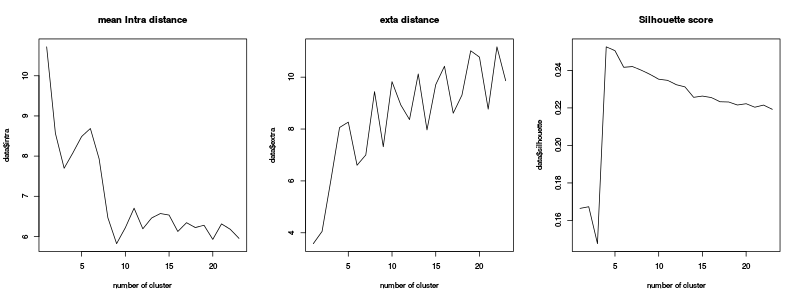 mean Intra distance
data$intra
10
9
8
7
6
5 10 15 20
number of cluster
exta distance
data$extra
10
8
6
4
5 10 15 20
number of cluster
Silhouette score
data$silhouette
0.24
0.22
0.20
0.18
0.16
5 10 15 20
number of cluster